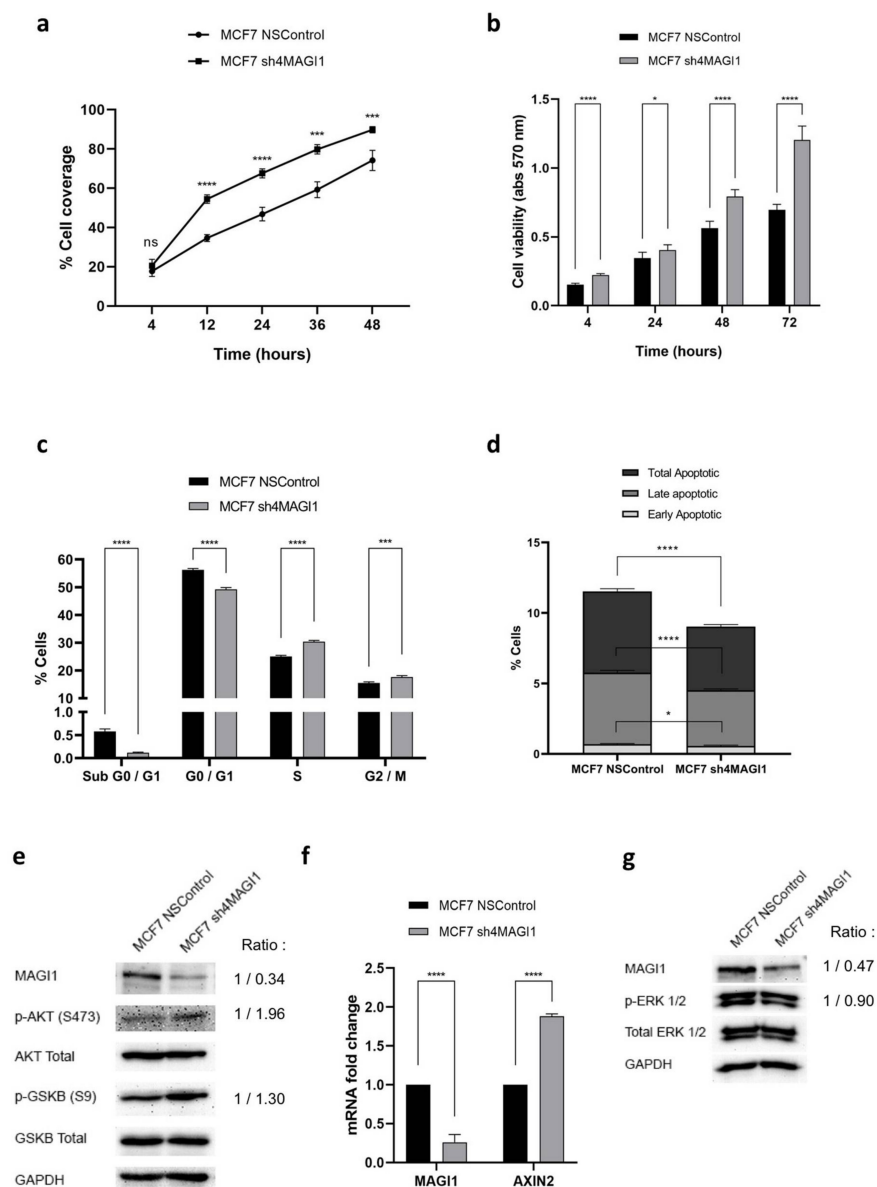 a
MCF7 NSControl
MCF7 sh4MAGI1
% Cell coverage
100
80
60
40
20
0
ns
****
****
***
***
4 12 24 36 48
Time (hours)
b
MCF7 NSControl
MCF7 sh4MAGI1
Cell viability (abs 570 nm)
1.5
1.0
0.5
0.0
**** * **** ****
4 24 48 72
Time (hours)
c
MCF7 NSControl
MCF7 sh4MAGI1
% Cells
60
50
40
30
20
10
1.0
0.5
0.0
**** **** **** ***
Sub G0 / G1 G0 / G1 S G2 / M
d
Total Apoptotic
Late apoptotic
Early Apoptotic
% Cells
15
10
5
0
****
****
*
MCF7 NSControl MCF7 sh4MAGI1
e
MCF7 NSControl
MCF7 sh4MAGI1
Ratio :
MAGI1 1 / 0.34
p-AKT (S473) 1 / 1.96
AKT Total
p-GSKB (S9) 1 / 1.30
GSKB Total
GAPDH
f
MCF7 NSControl
MCF7 sh4MAGI1
mRNA fold change
2.5
2.0
1.5
1.0
0.5
0.0
**** ****
MAGI1 AXIN2
g
MCF7 NSControl
MCF7 sh4MAGI1
Ratio :
MAGI1 1 / 0.47
p-ERK 1/2 1 / 0.90
Total ERK 1/2
GAPDH